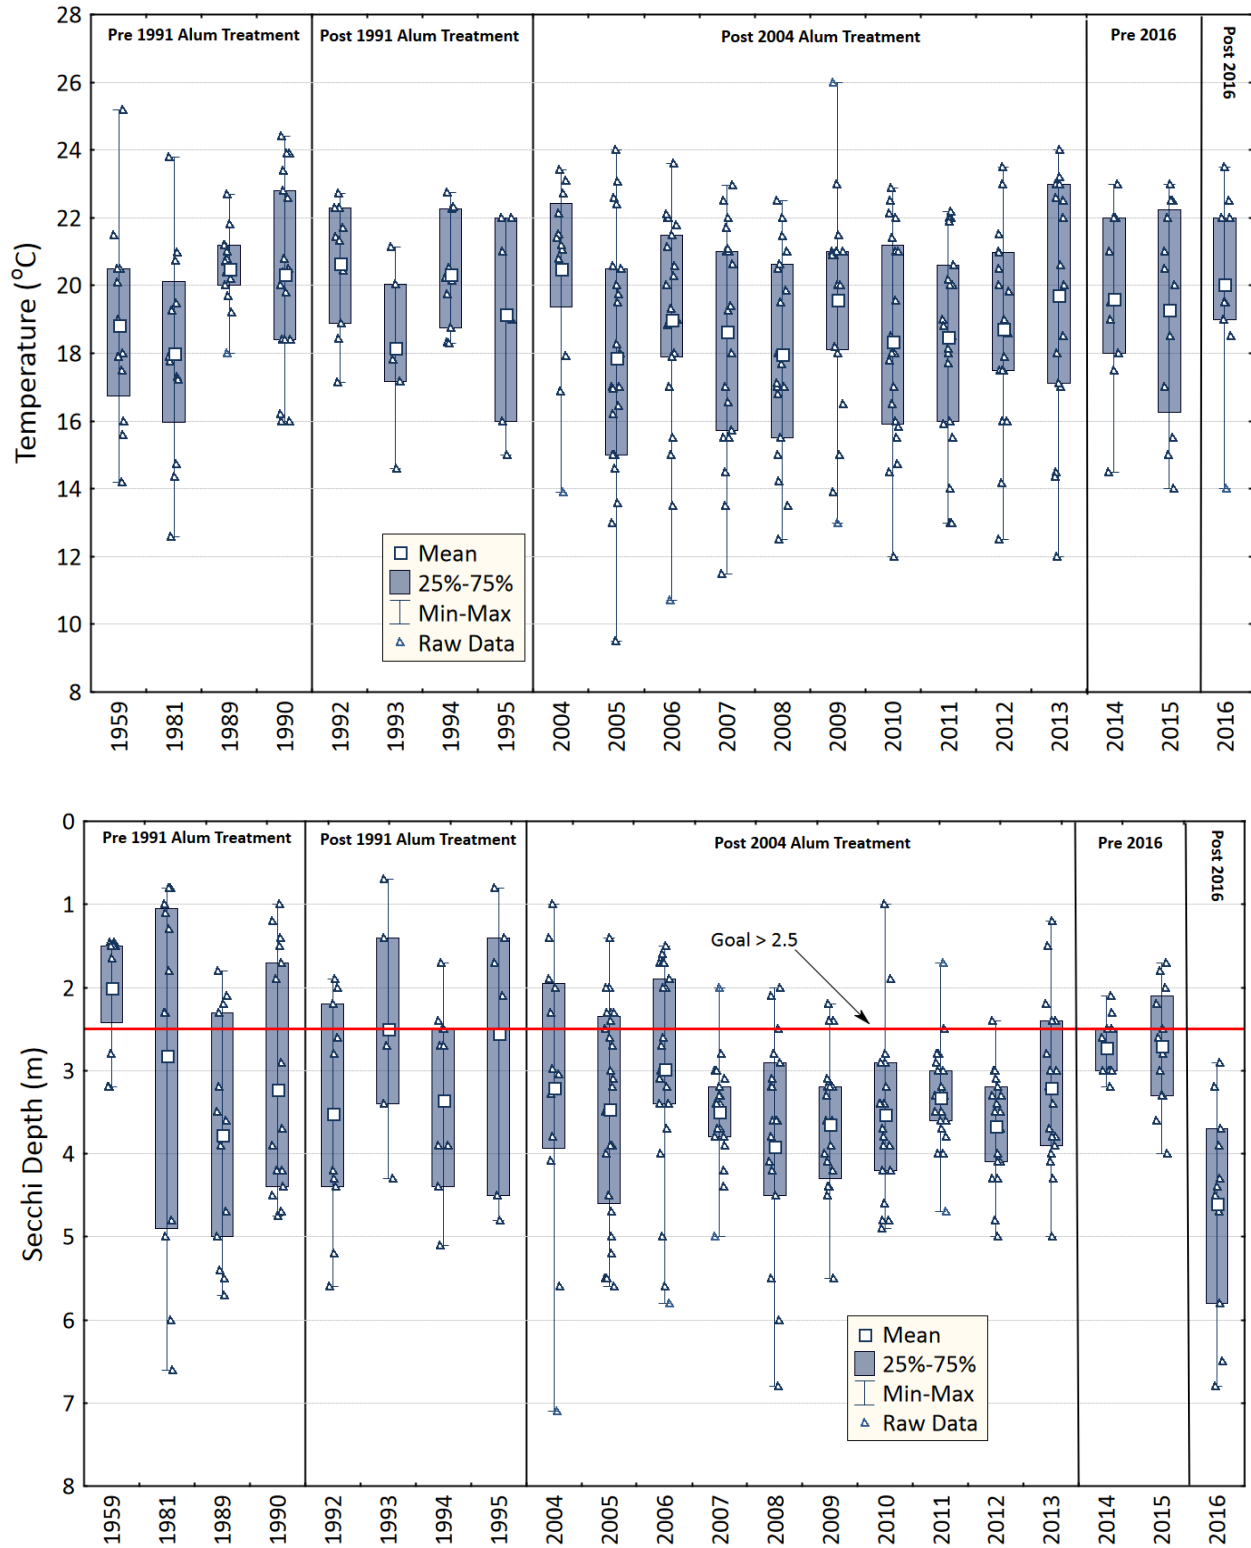 28
26
24
22
20
18
16
14
12
10
8
Temperature (°C)
Pre 1991 Alum Treatment
Post 1991 Alum Treatment
Post 2004 Alum Treatment
Pre 2016
Post 2016
Mean
25%-75%
Min-Max
Raw Data
1959 1981 1989 1990 1992 1993 1994 1995 2004 2005 2006 2007 2008 2009 2010 2011 2012 2013 2014 2015 2016
0
1
2
3
4
5
6
7
8
Secchi Depth (m)
Pre 1991 Alum Treatment
Post 1991 Alum Treatment
Post 2004 Alum Treatment
Pre 2016
Post 2016
Goal > 2.5
Mean
25%-75%
Min-Max
Raw Data
1959 1981 1989 1990 1992 1993 1994 1995 2004 2005 2006 2007 2008 2009 2010 2011 2012 2013 2014 2015 2016